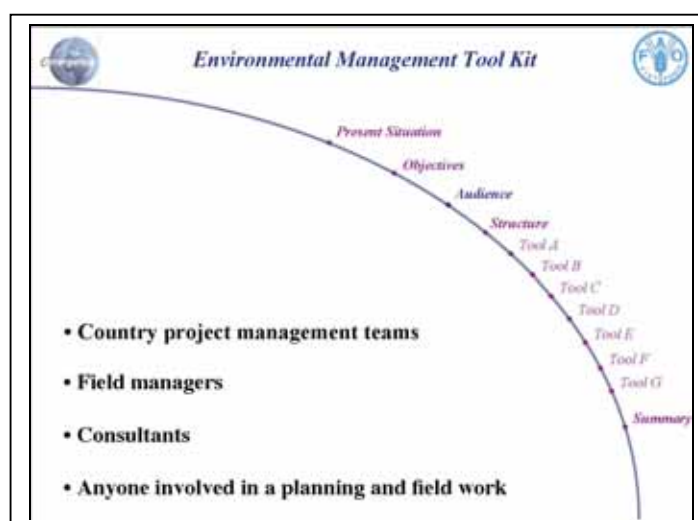 Environmental Management Tool Kit
F A O
Present Situation
Objectives
Audience
Structure
Tool A
Tool B
Tool C
Tool D
Tool E
Tool F
Tool G
Summary
• Country project management teams
• Field managers
• Consultants
• Anyone involved in a planning and field work